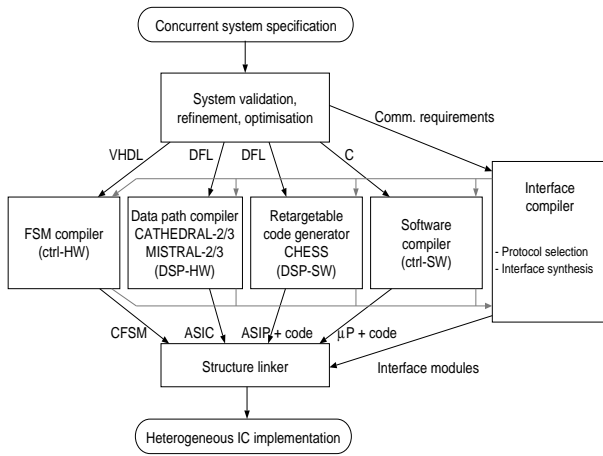 Concurrent system specification
System validation,
refinement, optimisation
Comm. requirements
VHDL
DFL
DFL
C
FSM compiler
(ctrl-HW)
Data path compiler
CATHEDRAL-2/3
MISTRAL-2/3
(DSP-HW)
Retargetable
code generator
CHESS
(DSP-SW)
Software
compiler
(ctrl-SW)
Interface
compiler
- Protocol selection
- Interface synthesis
CFSM
ASIC
ASIP + code
μP + code
Structure linker
Interface modules
Heterogeneous IC implementation